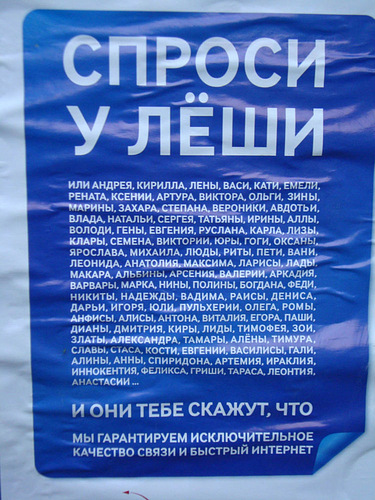 СПРОСИ
У ЛЁШИ
ИЛИ АНДРЕЯ, КИРИЛЛА, ЛЕНЫ, ВАСИ, КАТИ, ЕМЕЛИ,
РЕНАТА, КСЕНИИ, АРТУРА, ВИКТОРА, ОЛЬГИ, ЗИНЫ,
МАРИНЫ, ЗАХАРА, СТЕПАНА, ВЕРОНИКИ, АВДОТЬИ,
ВЛАДА, НАТАЛЬИ, СЕРГЕЯ, ТАТЬЯНЫ, ИРИНЫ, АЛЛЫ,
ВОЛОДИ, ГЕНЫ, ЕВГЕНИЯ, РУСЛАНА, КАРЛА, ЛИЗЫ,
КЛАРЫ, СЕМЕНА, ВИКТОРИИ, ЮРЫ, ГОГИ, ОКСАНЫ,
ЯРОСЛАВА, МИХАИЛА, ЛЮДЫ, РИТЫ, ПЕТИ, ВАНИ,
ЛЕОНИДА, АНАТОЛИЯ, МАКСИМА, ЛАРИСЫ, ЛАДЫ,
МАКАРА, АЛЬБИНЫ, АРСЕНИЯ, ВАЛЕРИИ, АРКАДИЯ,
ВАРВАРЫ, МАРКА, НИНЫ, ПОЛИНЫ, БОГДАНА, ФЕДИ,
НИКИТЫ, НАДЕЖДЫ, ВАДИМА, РАИСЫ, ДЕНИСА,
ДАРЬИ, ИГОРЯ, ЮЛИ, ПУЛЬХЕРИИ, ОЛЕГА, РОМЫ,
АНФИСЫ, АЛИСЫ, АНТОНА, ВИТАЛИЯ, ЕГОРА, ПАШИ,
ДИАНЫ, ДМИТРИЯ, КИРЫ, ЛИДЫ, ТИМОФЕЯ, ЗОИ,
ЗЛАТЫ, АЛЕКСАНДРА, ТАМАРЫ, АЛЁНЫ, ТИМУРА,
СЛАВЫ, СТАСА, КОСТИ, ЕВГЕНИИ, ВАСИЛИСЫ, ГАЛИ,
АЛИНЫ, АННЫ, СПИРИДОНА, АРТЕМИЯ, ИРАКЛИЯ,
ИННОКЕНТИЯ, ФЕЛИКСА, ГРИШИ, ТАРАСА, ЛЕОНТИЯ,
АНАСТАСИИ ...
И ОНИ ТЕБЕ СКАЖУТ, ЧТО
МЫ ГАРАНТИРУЕМ ИСКЛЮЧИТЕЛЬНОЕ
КАЧЕСТВО СВЯЗИ И БЫСТРЫЙ ИНТЕРНЕТ